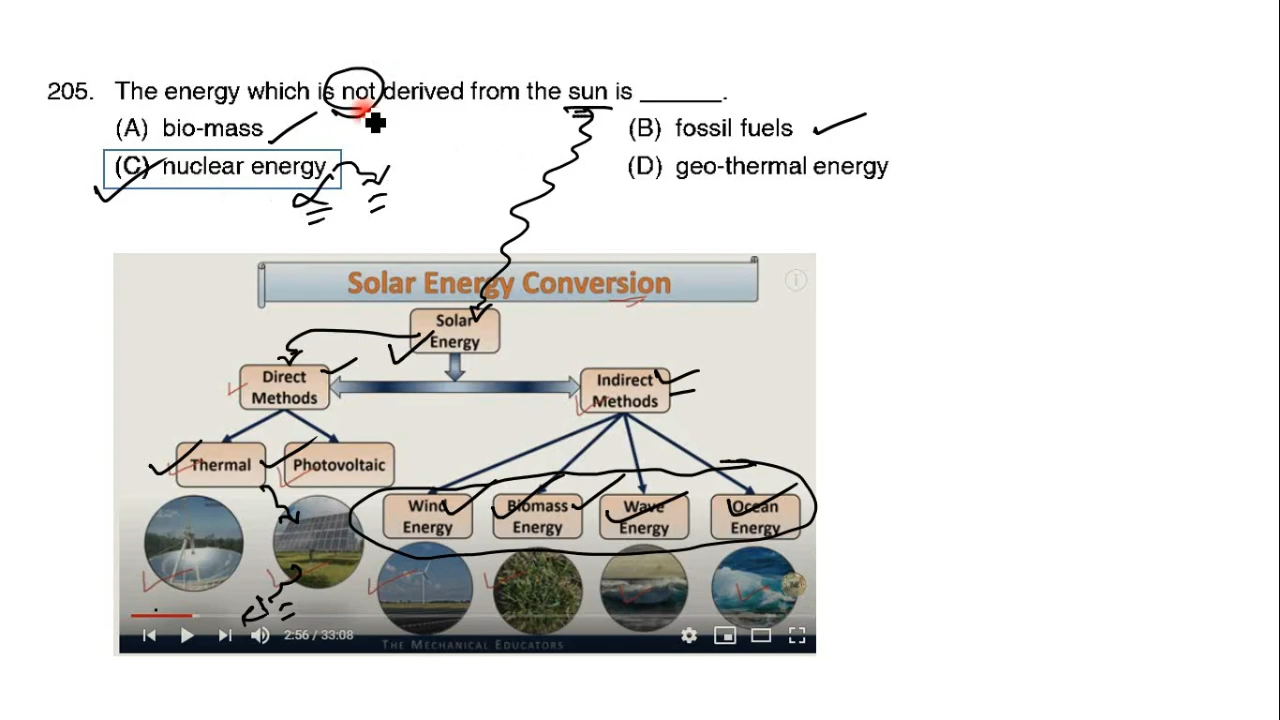 205. The energy which is not derived from the sun is ______.
(A) bio-mass (B) fossil fuels
(C) nuclear energy (D) geo-thermal energy
Solar Energy Conversion
Solar
Energy
Direct
Methods
Indirect
Methods
Thermal
Photovoltaic
Wind
Energy
Biomass
Energy
Wave
Energy
Ocean
Energy
2:56 / 33:08
THE MECHANICAL EDUCATORS